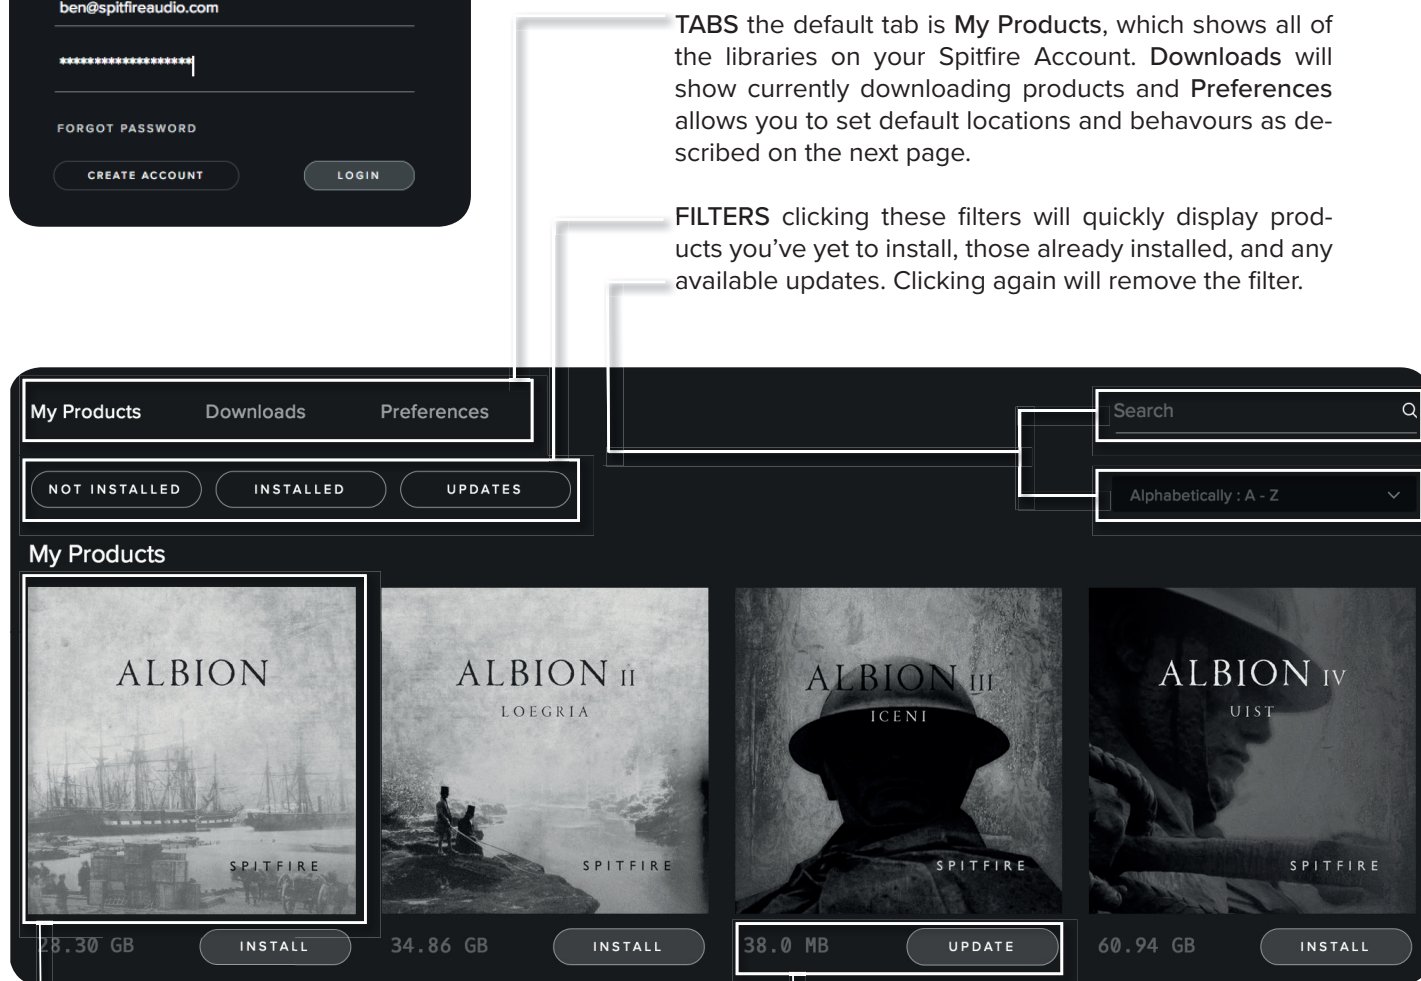 ben@spitfireaudio.com
*******************
FORGOT PASSWORD
CREATE ACCOUNT
LOGIN
TABS the default tab is My Products, which shows all of
the libraries on your Spitfire Account. Downloads will
show currently downloading products and Preferences
allows you to set default locations and behavours as de-
scribed on the next page.
FILTERS clicking these filters will quickly display prod-
ucts you’ve yet to install, those already installed, and any
available updates. Clicking again will remove the filter.
My Products Downloads Preferences
Search
NOT INSTALLED INSTALLED UPDATES
Alphabetically : A - Z
My Products
ALBION
SPITFIRE
28.30 GB INSTALL
ALBION II
LOEGRIA
SPITFIRE
34.86 GB INSTALL
ALBION III
ICENI
SPITFIRE
38.0 MB UPDATE
ALBION IV
UIST
SPITFIRE
60.94 GB INSTALL